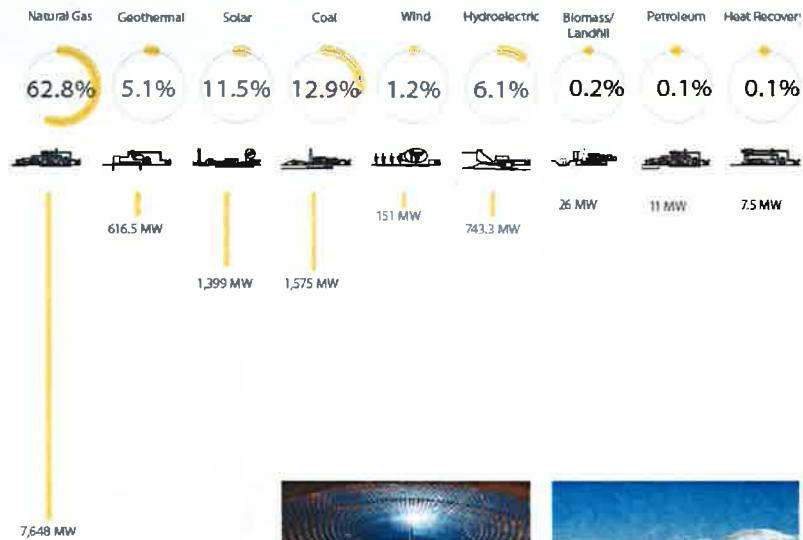 Natural Gas
Geothermal
Solar
Coal
Wind
Hydroelectric
Biomass/
Landfill
Petroleum
Heat Recovery
62.8%
5.1%
11.5%
12.9%
1.2%
6.1%
0.2%
0.1%
0.1%
7,648 MW
616.5 MW
1,399 MW
1,575 MW
151 MW
743.3 MW
26 MW
11 MW
7.5 MW